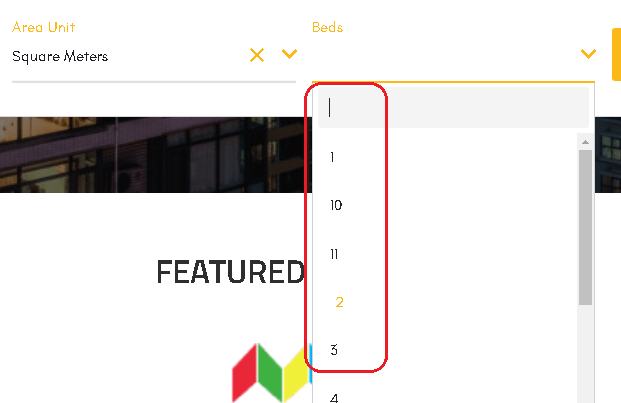 Area Unit
Beds
Square Meters
1
10
11
2
FEATURED
3
4